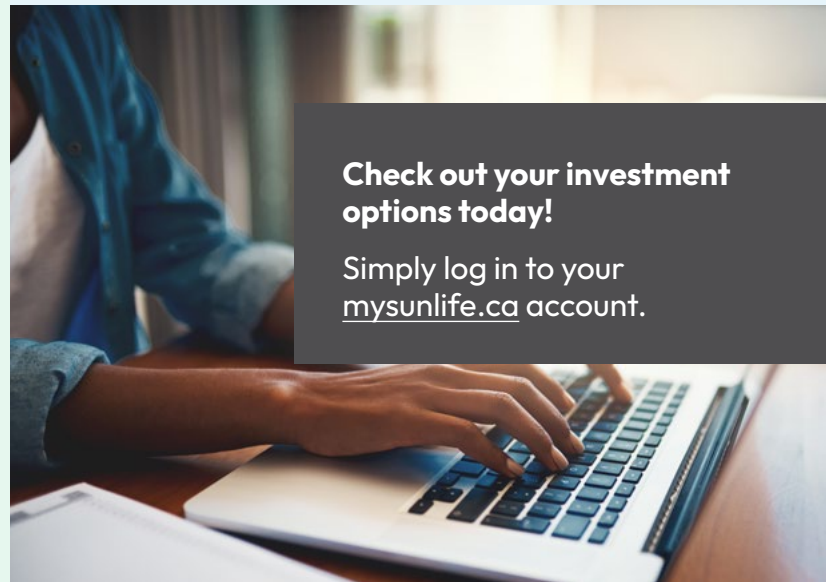 Check out your investment
options today!
Simply log in to your
mysunlife.ca account.